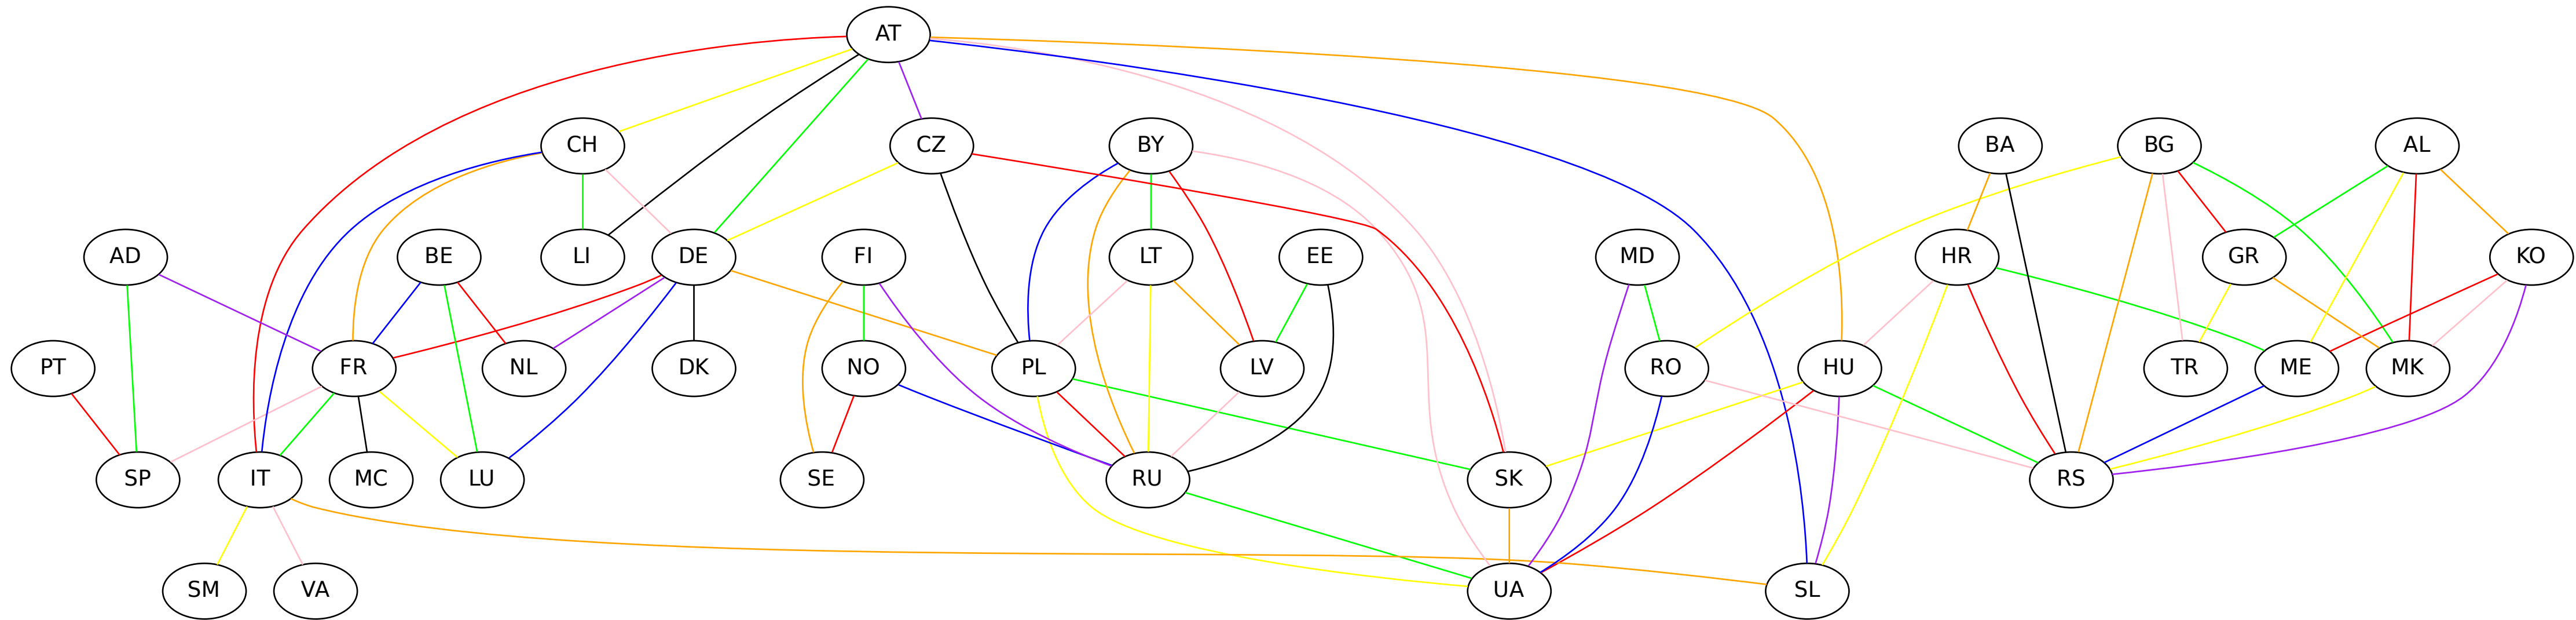 AT
CH
CZ
BY
BA
BG
AL
AD
BE
LI
DE
FI
LT
EE
MD
HR
GR
KO
PT
FR
NL
DK
NO
PL
LV
RO
HU
TR
ME
MK
SP
IT
MC
LU
SE
RU
SK
RS
SM
VA
UA
SL